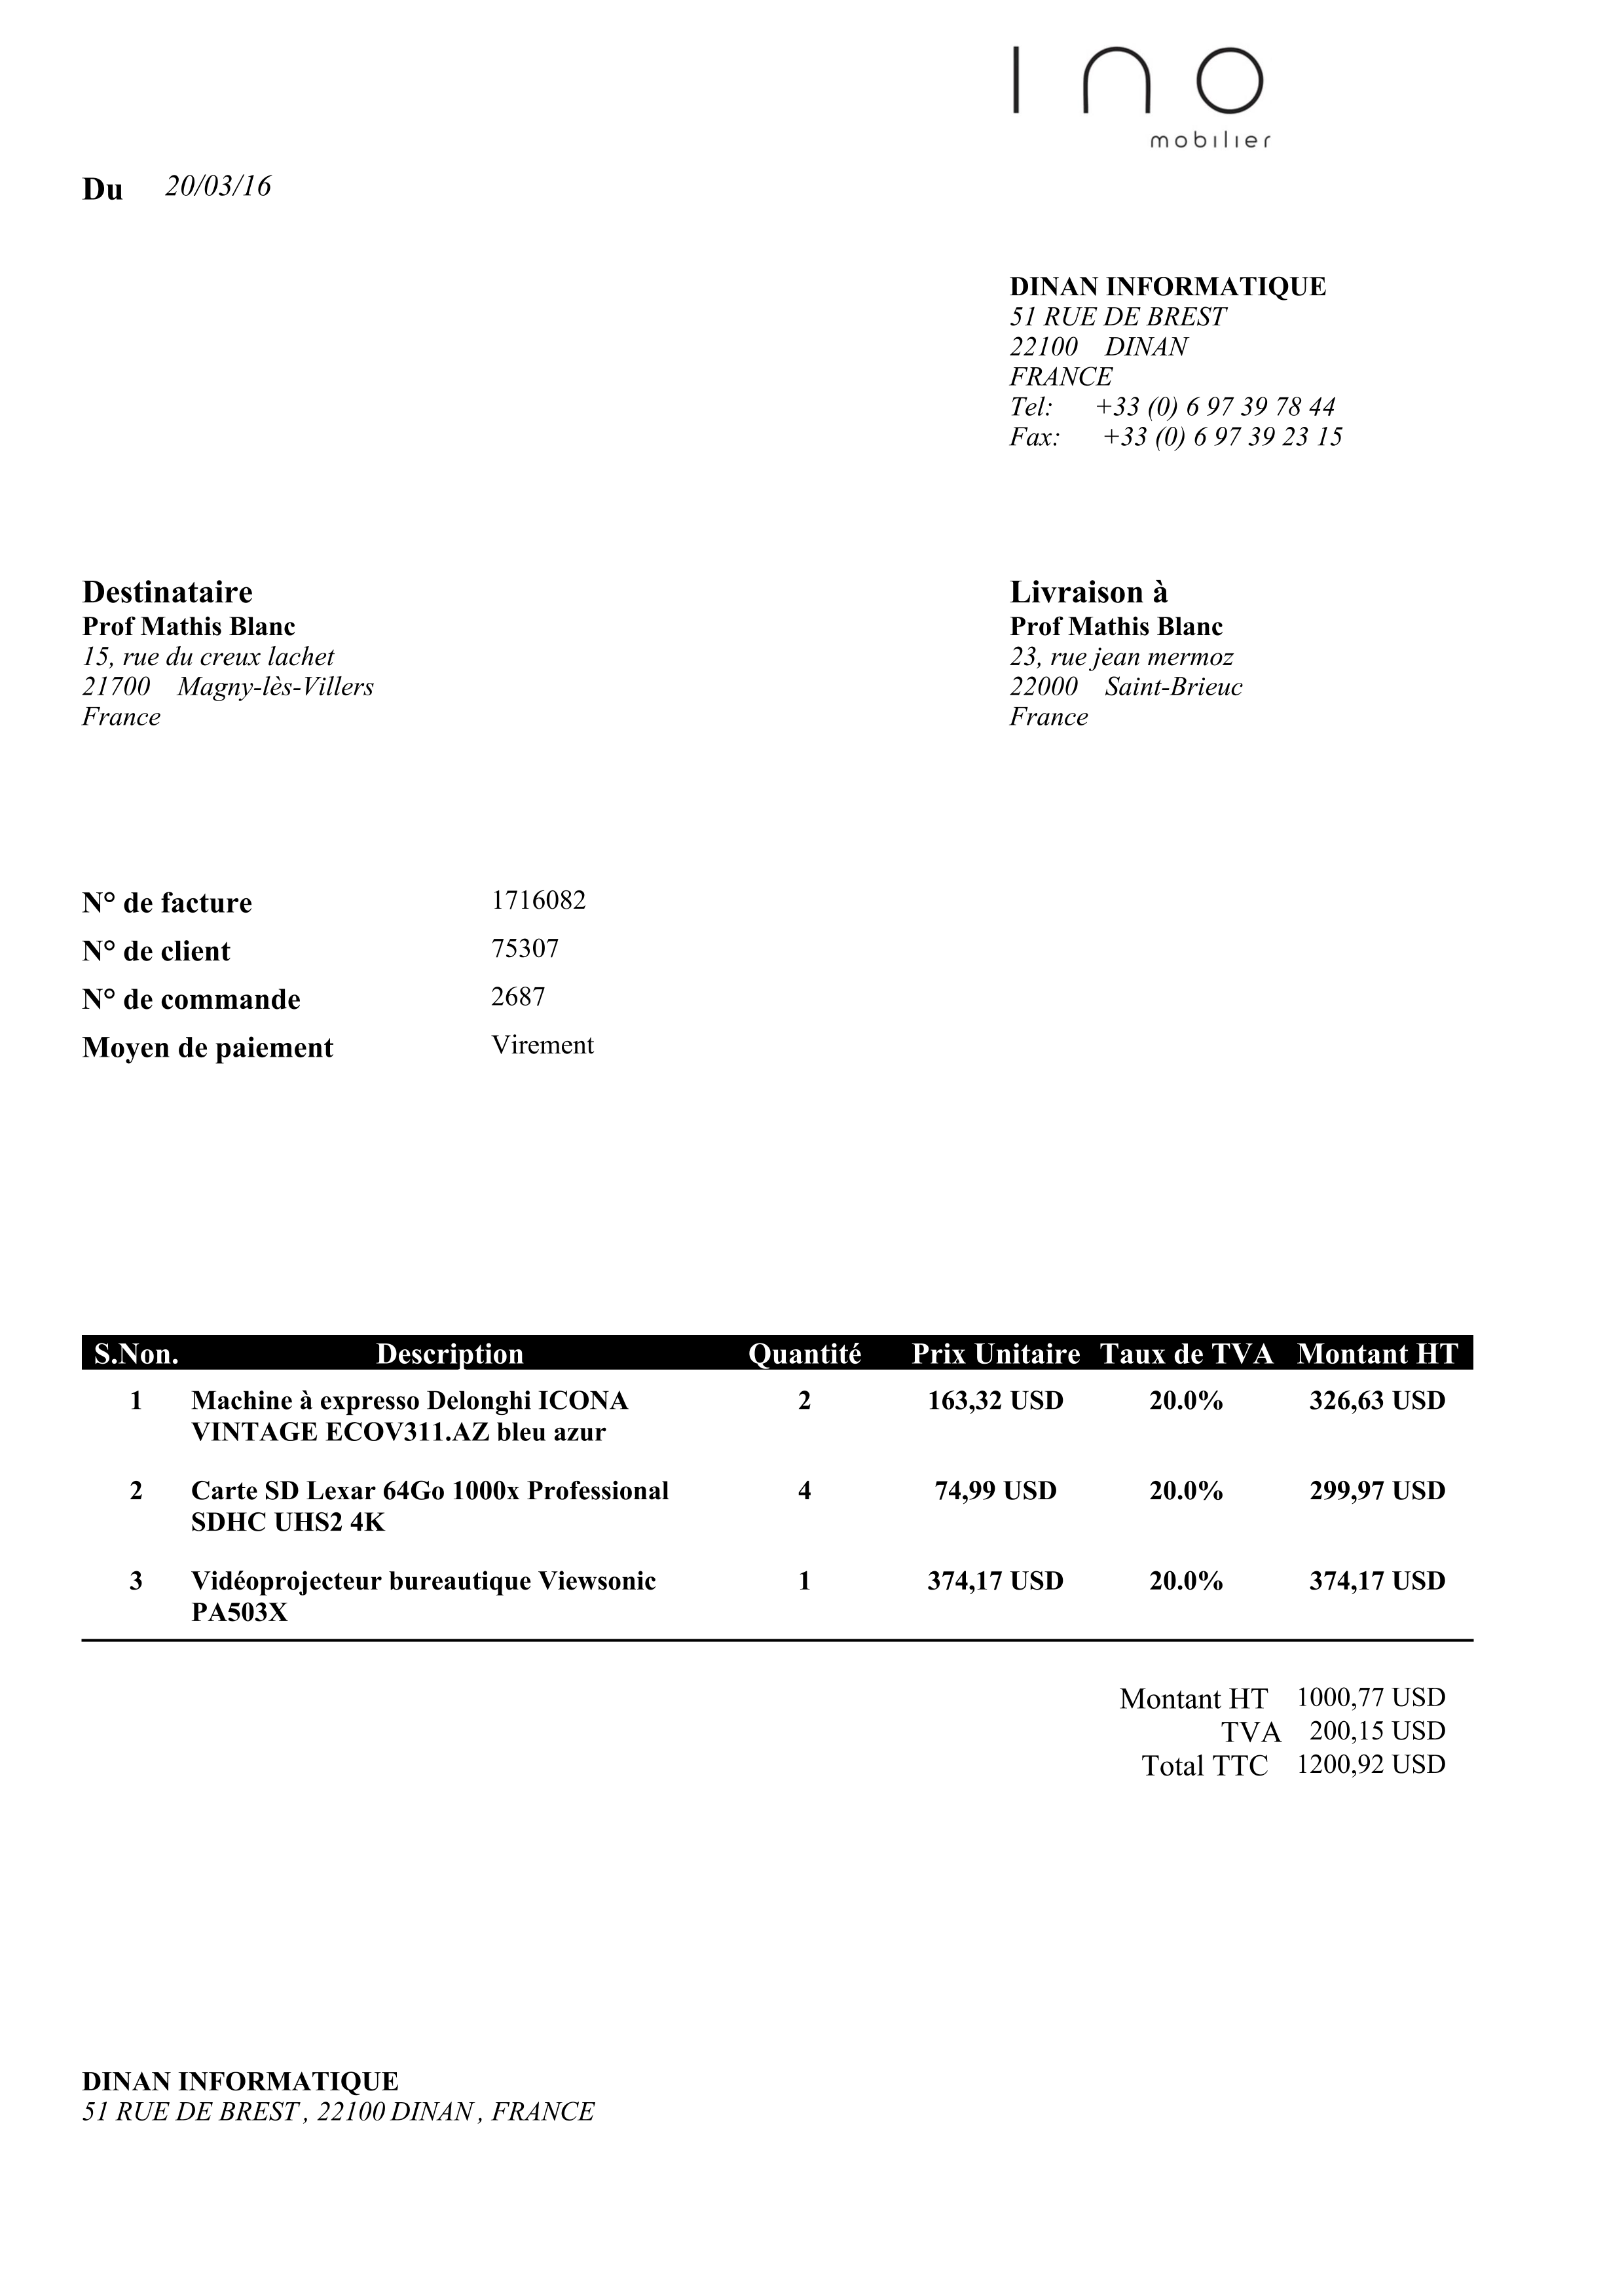 Ino
mobilier
Du 20/03/16
DINAN INFORMATIQUE
51 RUE DE BREST
22100 DINAN
FRANCE
Tel: +33 (0) 6 97 39 78 44
Fax: +33 (0) 6 97 39 23 15
Destinataire
Prof Mathis Blanc
15, rue du creux lachet
21700 Magny-lès-Villers
France
Livraison à
Prof Mathis Blanc
23, rue jean mermoz
22000 Saint-Brieuc
France
N° de facture 1716082
N° de client 75307
N° de commande 2687
Moyen de paiement Virement
S.Non. Description Quantité Prix Unitaire Taux de TVA Montant HT
1 Machine à expresso Delonghi ICONA 2 163,32 USD 20.0% 326,63 USD
VINTAGE ECOV311.AZ bleu azur
2 Carte SD Lexar 64Go 1000x Professional 4 74,99 USD 20.0% 299,97 USD
SDHC UHS2 4K
3 Vidéoprojecteur bureautique Viewsonic 1 374,17 USD 20.0% 374,17 USD
PA503X
Montant HT 1000,77 USD
TVA 200,15 USD
Total TTC 1200,92 USD
DINAN INFORMATIQUE
51 RUE DE BREST , 22100 DINAN , FRANCE